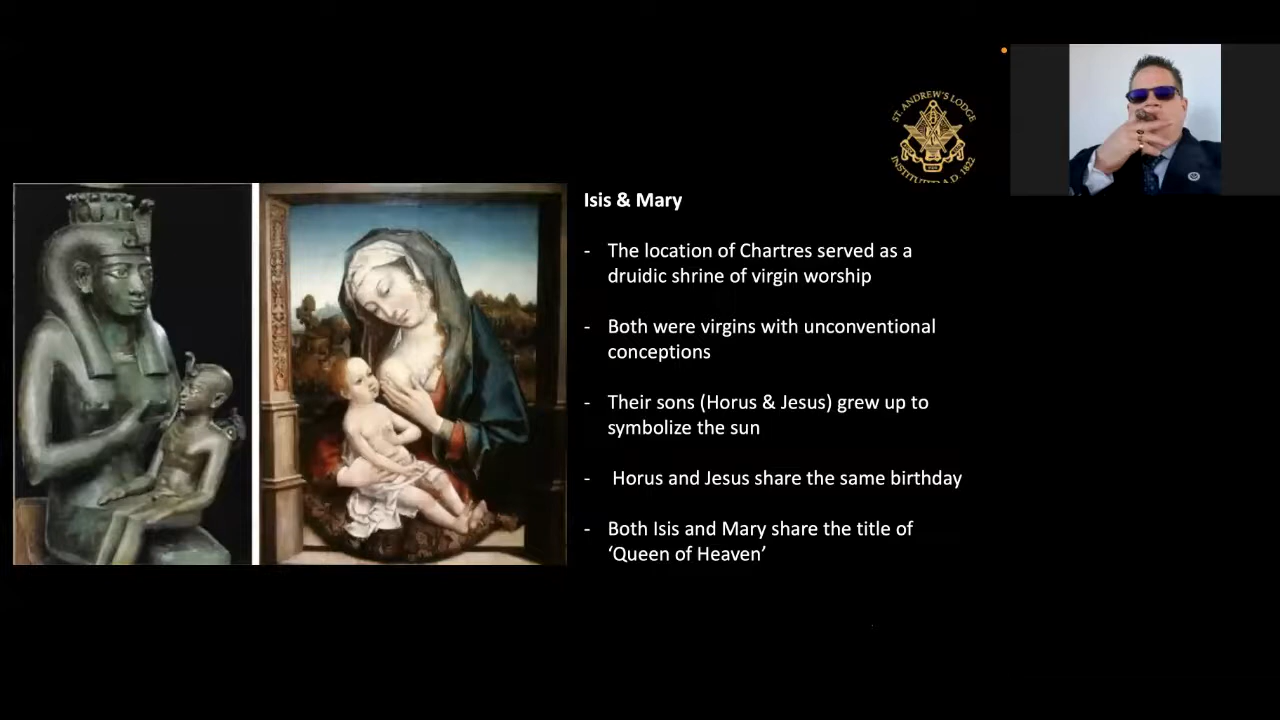 ST. ANDREW'S LODGE
INSTITUTED A.D. 1822
Isis & Mary
- The location of Chartres served as a
druidic shrine of virgin worship
- Both were virgins with unconventional
conceptions
- Their sons (Horus & Jesus) grew up to
symbolize the sun
- Horus and Jesus share the same birthday
- Both Isis and Mary share the title of
‘Queen of Heaven’